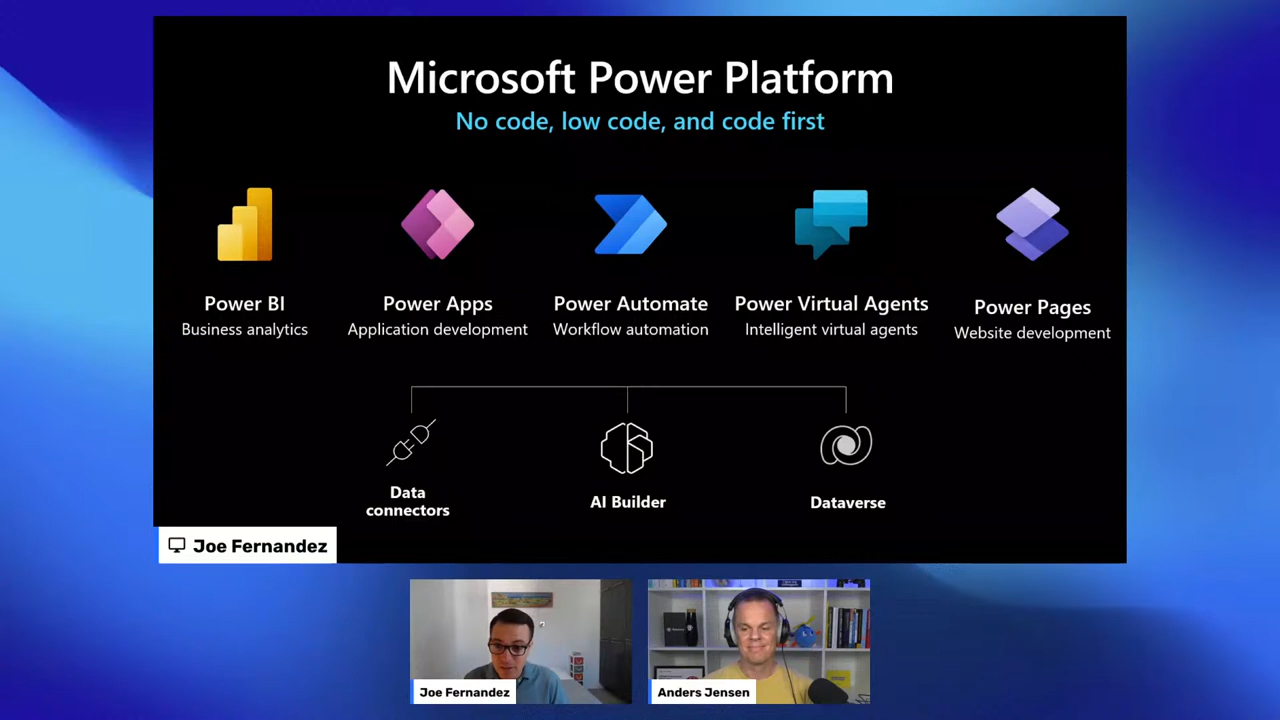 Microsoft Power Platform
No code, low code, and code first
Power BI
Business analytics
Power Apps
Application development
Power Automate
Workflow automation
Power Virtual Agents
Intelligent virtual agents
Power Pages
Website development
Data
connectors
AI Builder
Dataverse
Joe Fernandez
Joe Fernandez
Anders Jensen